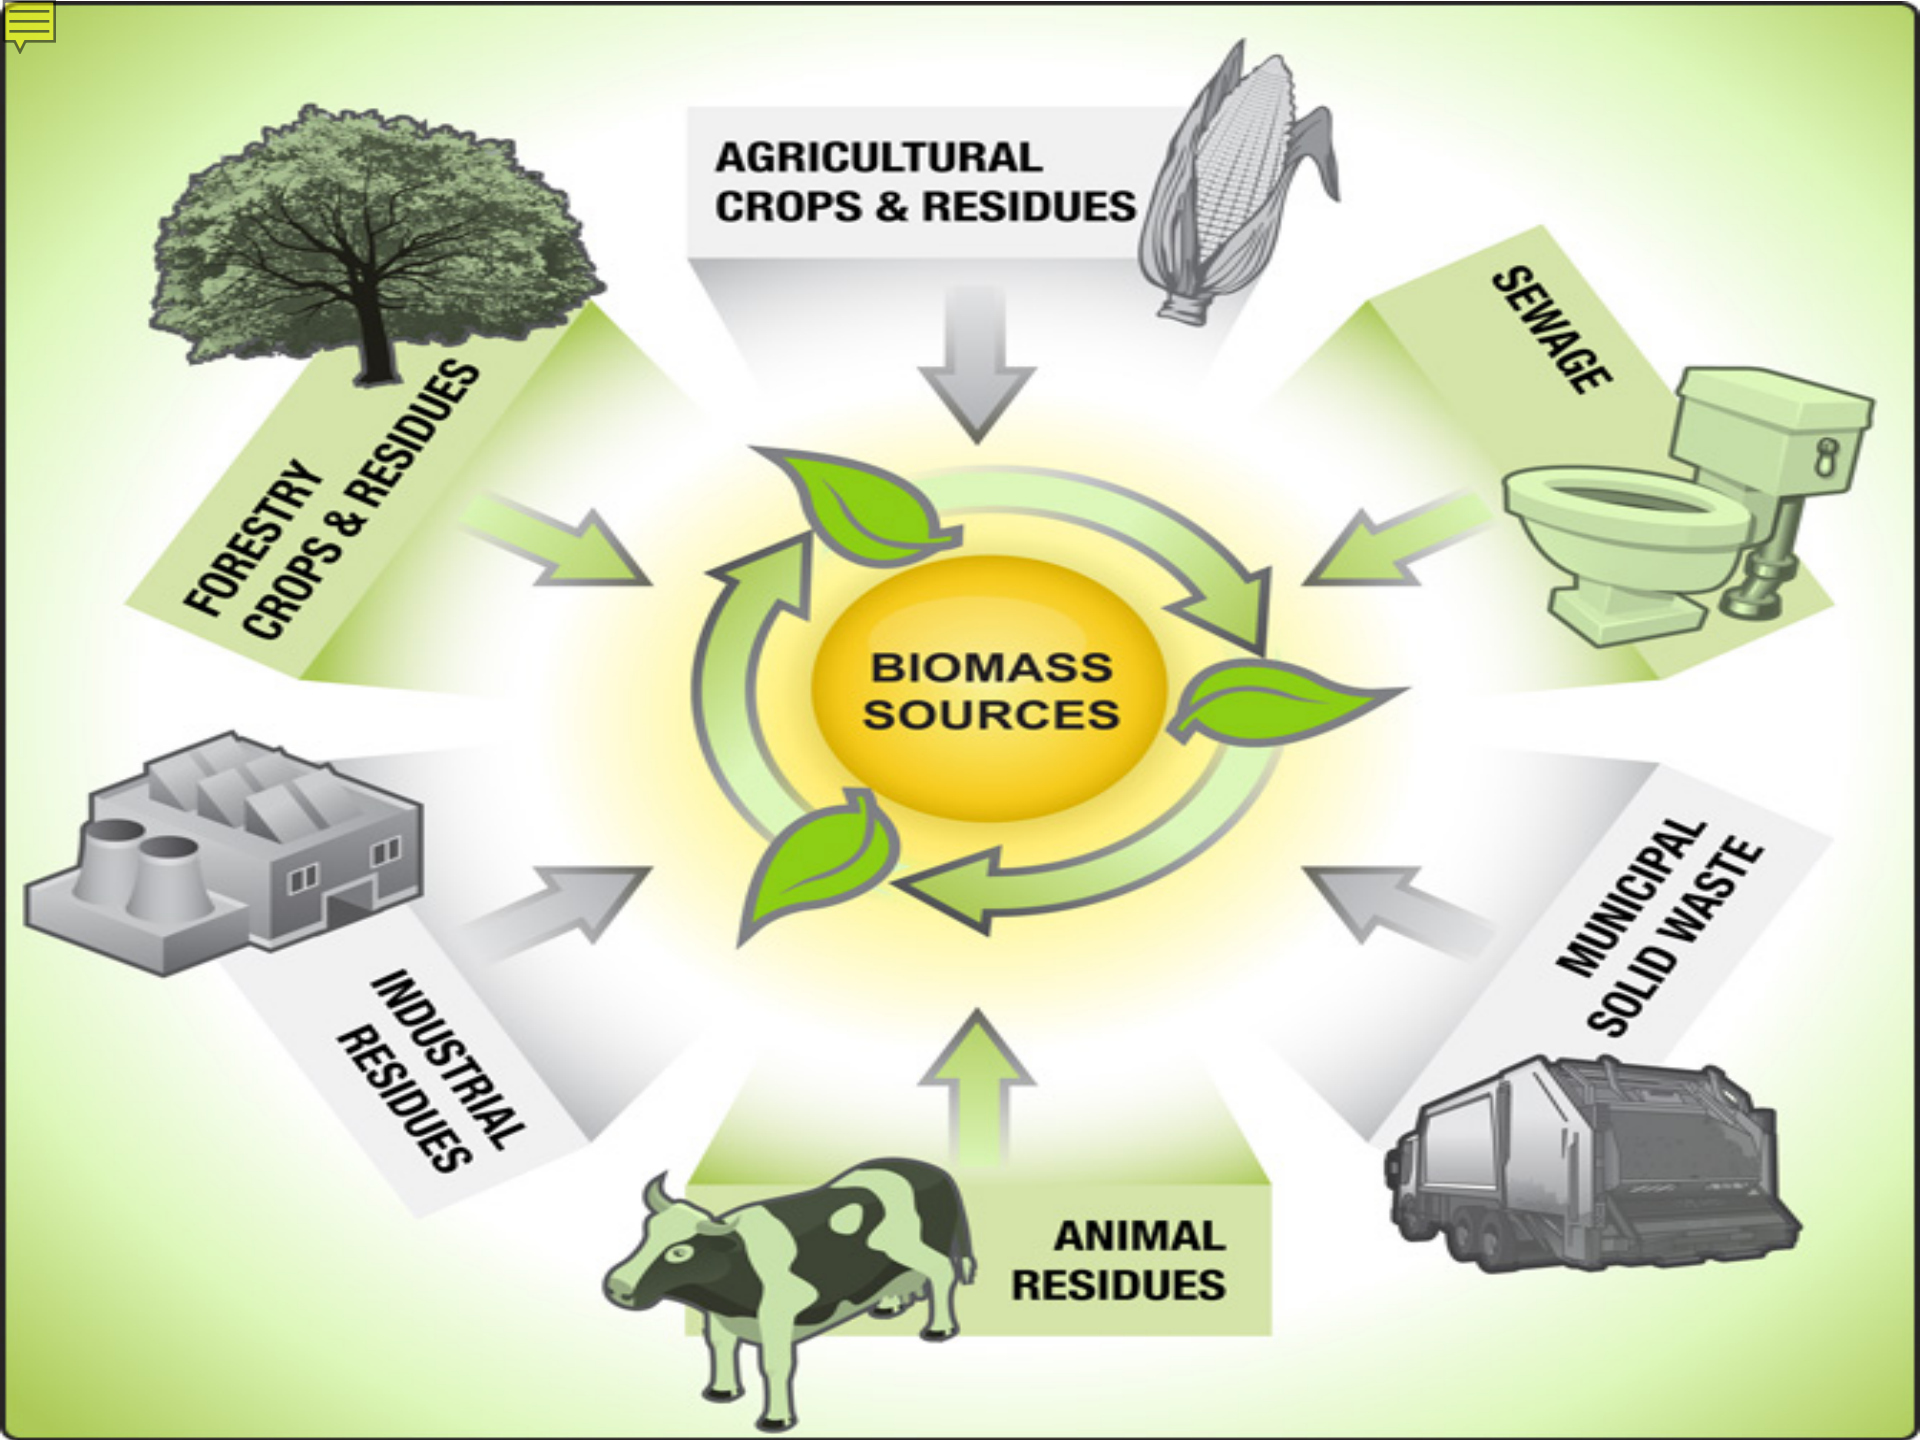 AGRICULTURAL
CROPS & RESIDUES
SEWAGE
FORESTRY
CROPS & RESIDUES
BIOMASS
SOURCES
MUNICIPAL
SOLID WASTE
INDUSTRIAL
RESIDUES
ANIMAL
RESIDUES